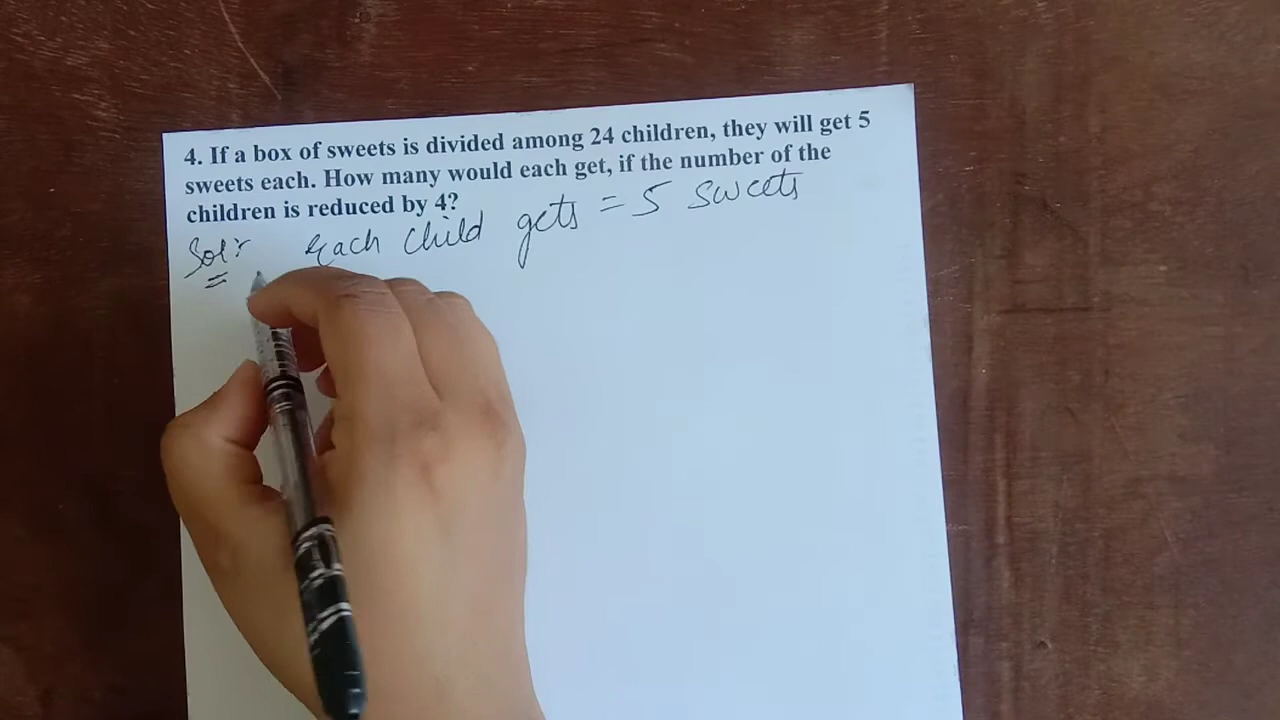 4. If a box of sweets is divided among 24 children, they will get 5
sweets each. How many would each get, if the number of the
children is reduced by 4?
Sol: Each child gets = 5 sweets